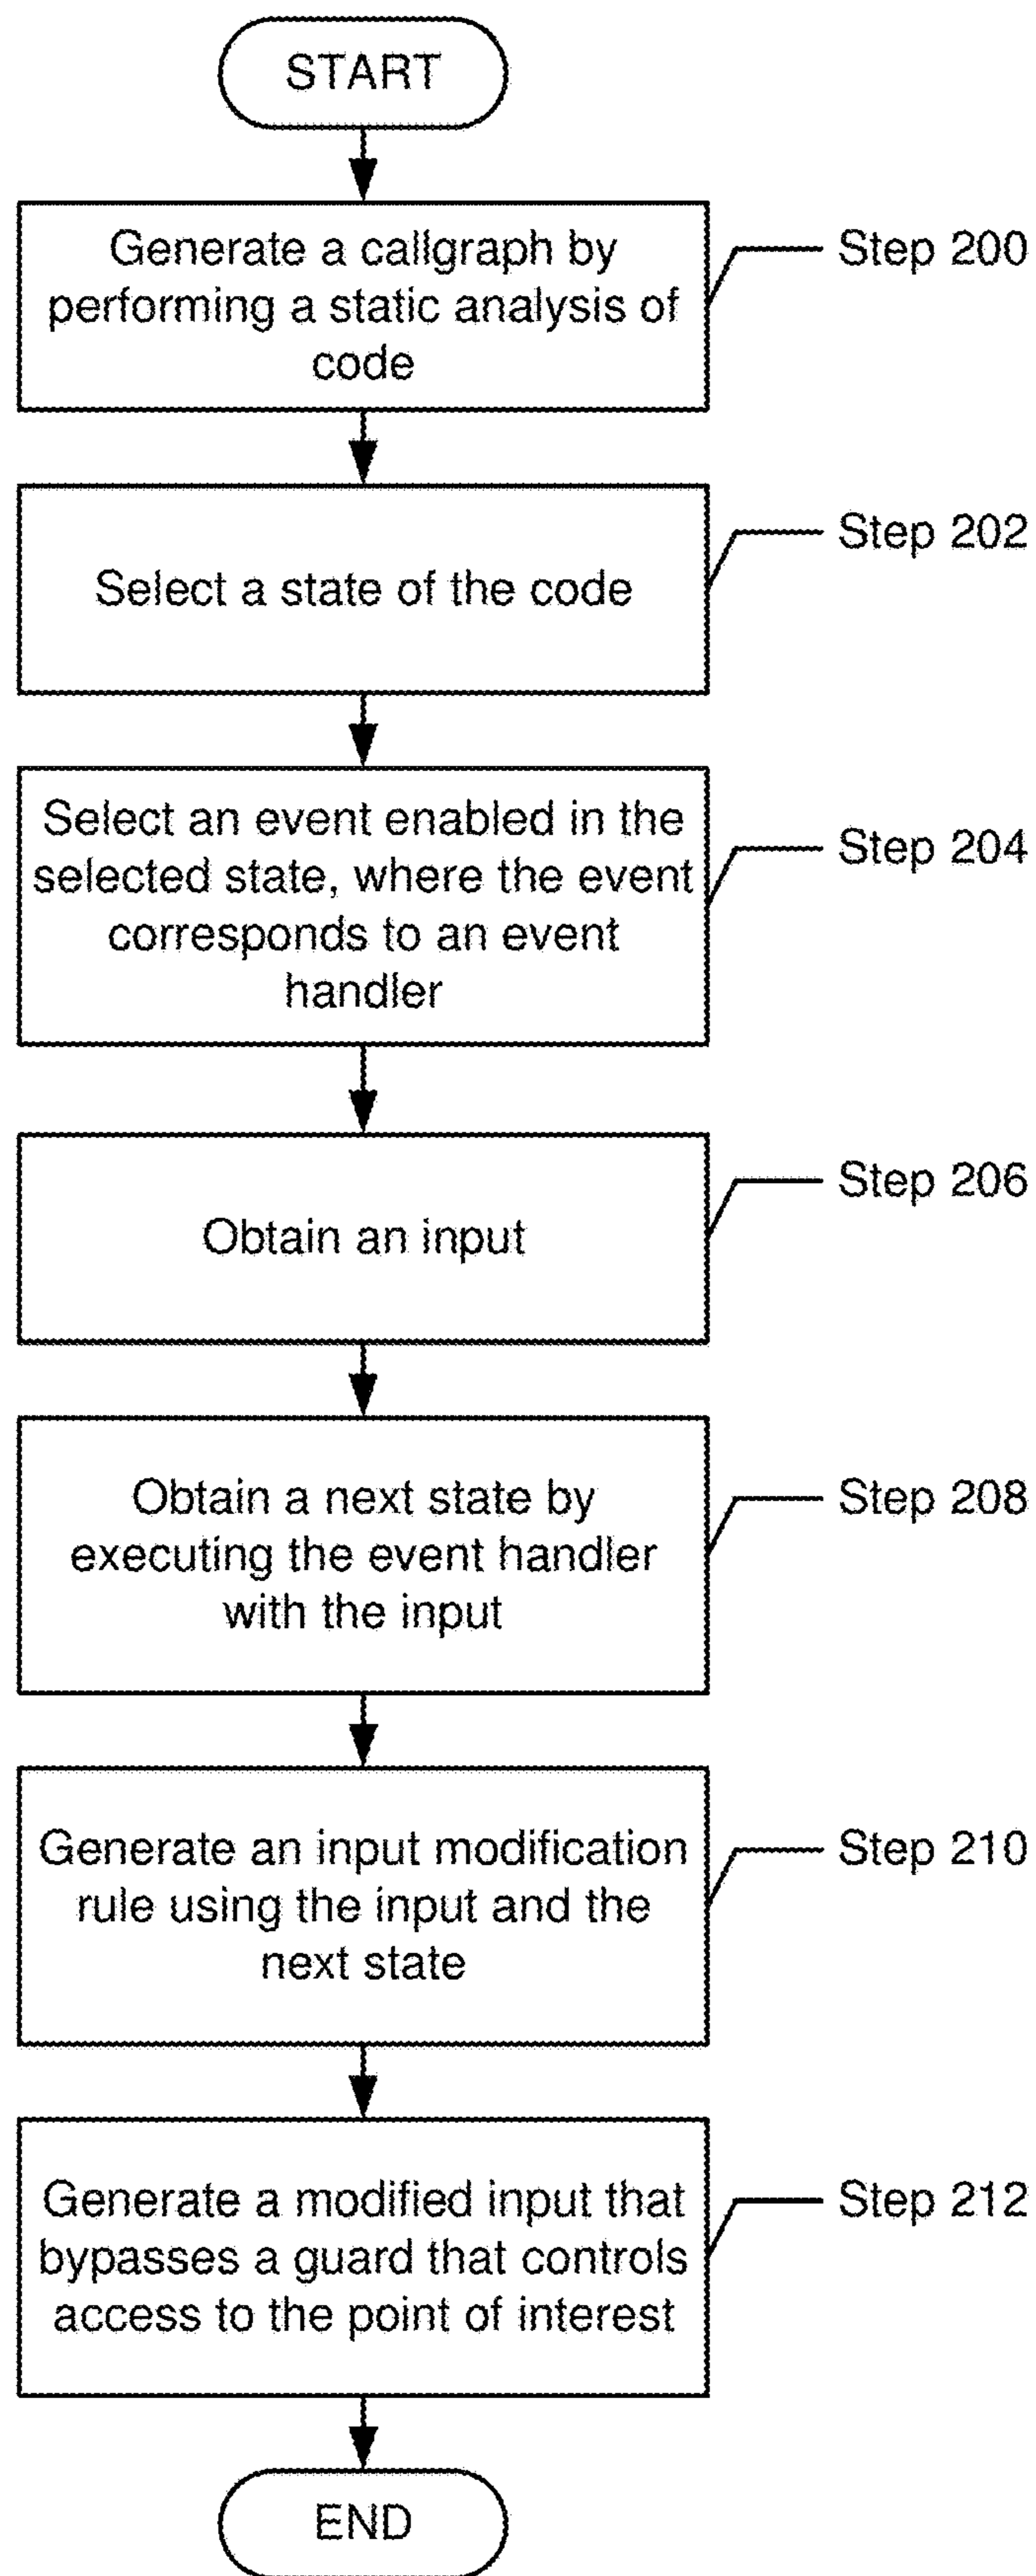 START
Generate a callgraph by
performing a static analysis of
code
Step 200
Select a state of the code
Step 202
Select an event enabled in the
selected state, where the event
corresponds to an event
handler
Step 204
Obtain an input
Step 206
Obtain a next state by
executing the event handler
with the input
Step 208
Generate an input modification
rule using the input and the
next state
Step 210
Generate a modified input that
bypasses a guard that controls
access to the point of interest
Step 212
END